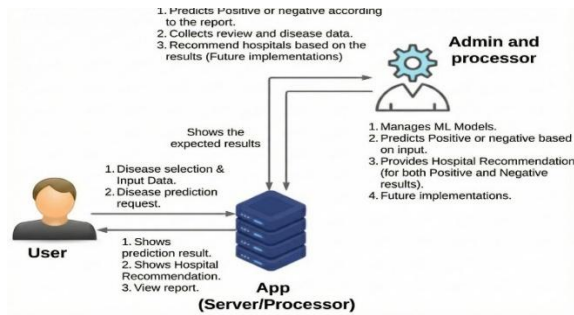 1. Predicts Positive or negative according
to the report.
2. Collects review and disease data.
3. Recommend hospitals based on the
results (Future implementations)
Admin and
processor
Shows the
expected results
1. Manages ML Models.
2. Predicts Positive or negative based
on input.
3. Provides Hospital Recommendation
(for both Positive and Negative
results).
4. Future implementations.
1. Disease selection &
Input Data.
2. Disease prediction
request.
User
1. Shows
prediction result.
2. Shows Hospital
Recommendation.
3. View report.
App
(Server/Processor)